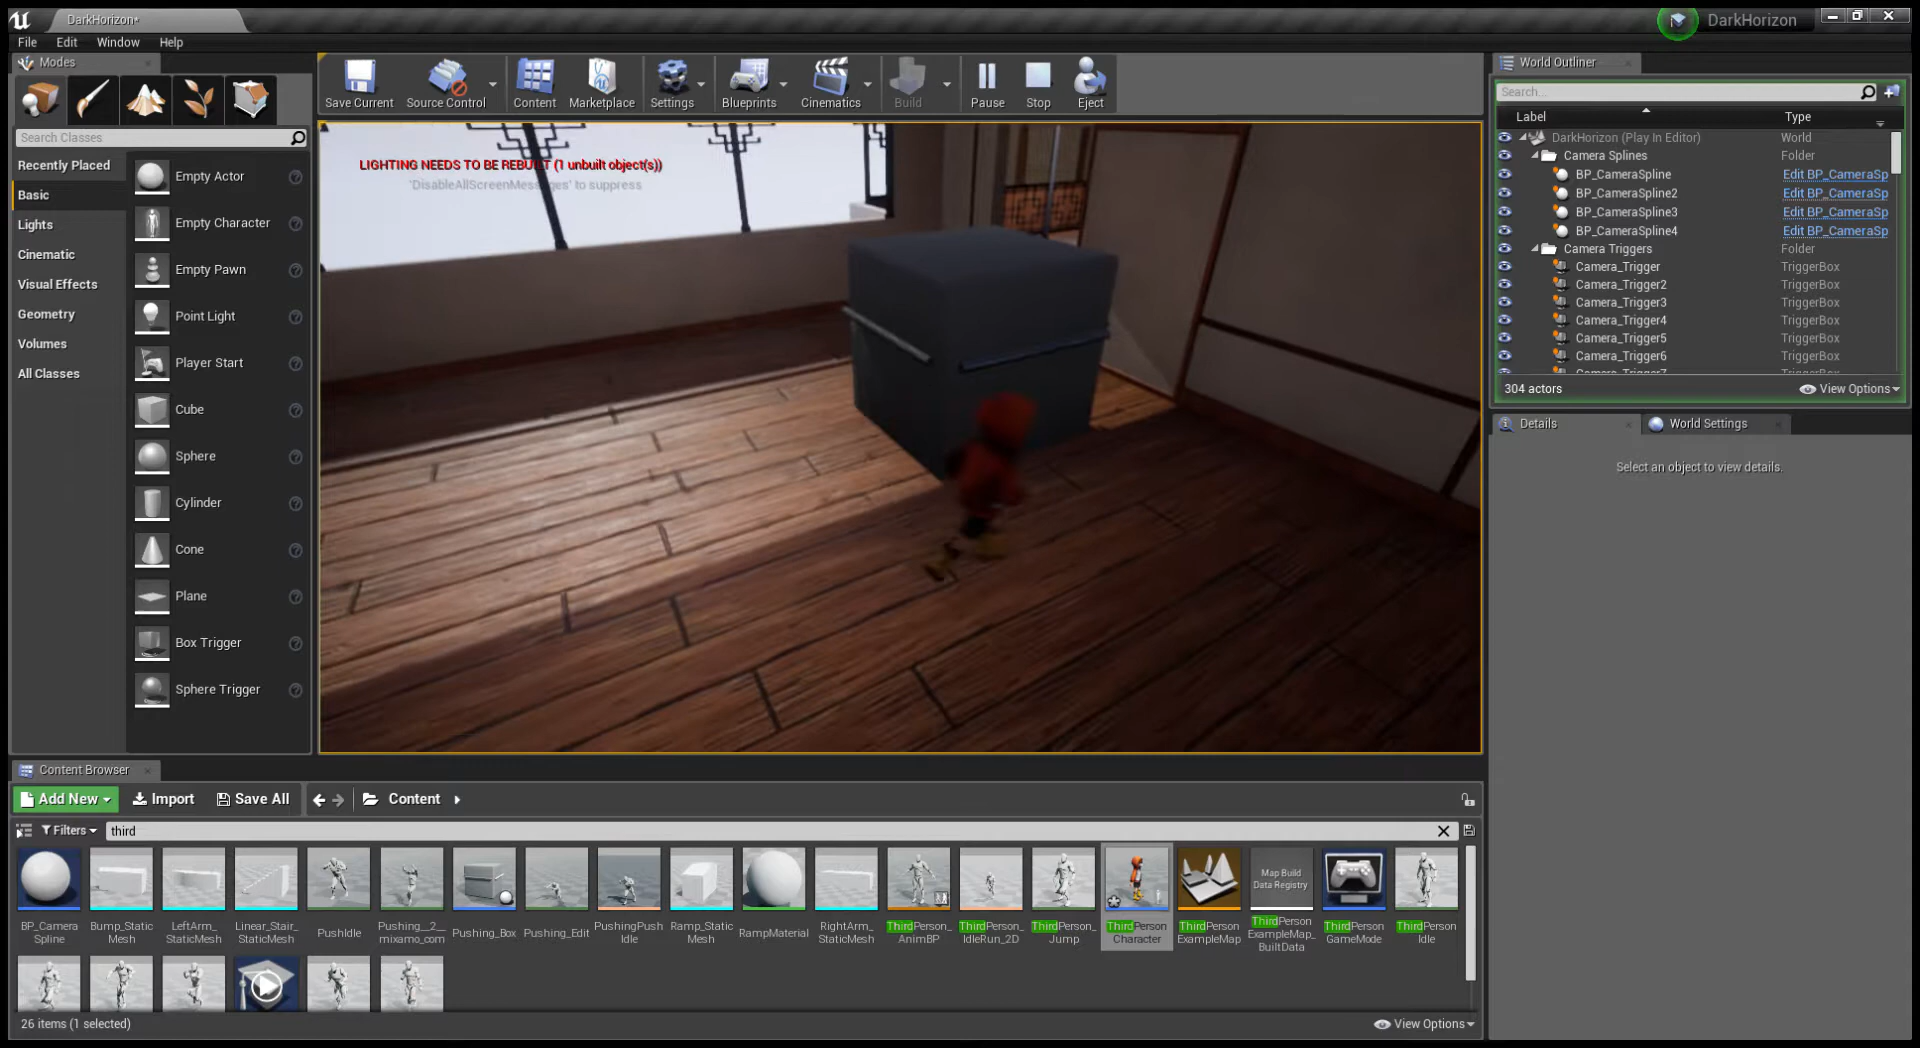 DarkHorizon*
DarkHorizon
File Edit Window Help
Modes
Search Classes
Recently Placed
Basic
Lights
Cinematic
Visual Effects
Geometry
Volumes
All Classes
Empty Actor
Empty Character
Empty Pawn
Point Light
Player Start
Cube
Sphere
Cylinder
Cone
Plane
Box Trigger
Sphere Trigger
Save Current Source Control Content Marketplace Settings Blueprints Cinematics Build Pause Stop Eject
LIGHTING NEEDS TO BE REBUILT (1 unbuilt object(s))
'DisableAllScreenMessages' to suppress
World Outliner
Search...
Label Type
DarkHorizon (Play In Editor) World
Camera Splines Folder
BP_CameraSpline Edit BP_CameraSp
BP_CameraSpline2 Edit BP_CameraSp
BP_CameraSpline3 Edit BP_CameraSp
BP_CameraSpline4 Edit BP_CameraSp
Camera Triggers Folder
Camera_Trigger TriggerBox
Camera_Trigger2 TriggerBox
Camera_Trigger3 TriggerBox
Camera_Trigger4 TriggerBox
Camera_Trigger5 TriggerBox
Camera_Trigger6 TriggerBox
Camera_Trigger7 TriggerBox
304 actors View Options
Details World Settings
Select an object to view details.
Content Browser
Add New Import Save All Content
Filters third
Map Build
Data Registry
BP_Camera
Spline
Bump_Static
Mesh
LeftArm_
StaticMesh
Linear_Stair_
StaticMesh
PushIdle
Pushing__2__
mixamo_com
Pushing_Box
Pushing_Edit
PushingPush
Idle
Ramp_Static
Mesh
RampMaterial
RightArm_
StaticMesh
ThirdPerson_
AnimBP
ThirdPerson_
IdleRun_2D
ThirdPerson_
Jump
ThirdPerson
Character
ThirdPerson
ExampleMap
ThirdPerson
ExampleMap_
BuiltData
ThirdPerson
GameMode
ThirdPerson
Idle
26 items (1 selected) View Options